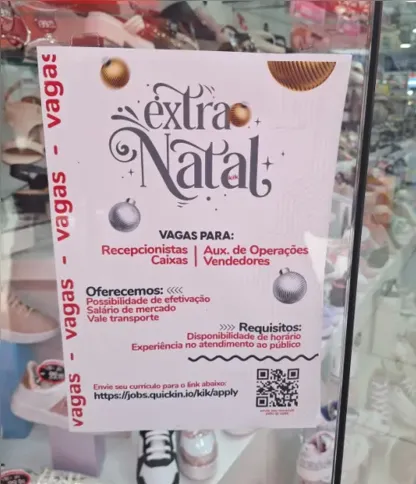 vagas - vagas - vagas - vagas - vagas
extra
Natal
VAGAS PARA:
Recepcionistas | Aux. de Operações
Caixas | Vendedores
Oferecemos: <<<<
Possibilidade de efetivação
Salário de mercado
Vale transporte
>>>> Requisitos:
Disponibilidade de horário
Experiência no atendimento ao público
Envie seu curriculo para o link abaixo:
https://jobs.quickin.io/kik/apply